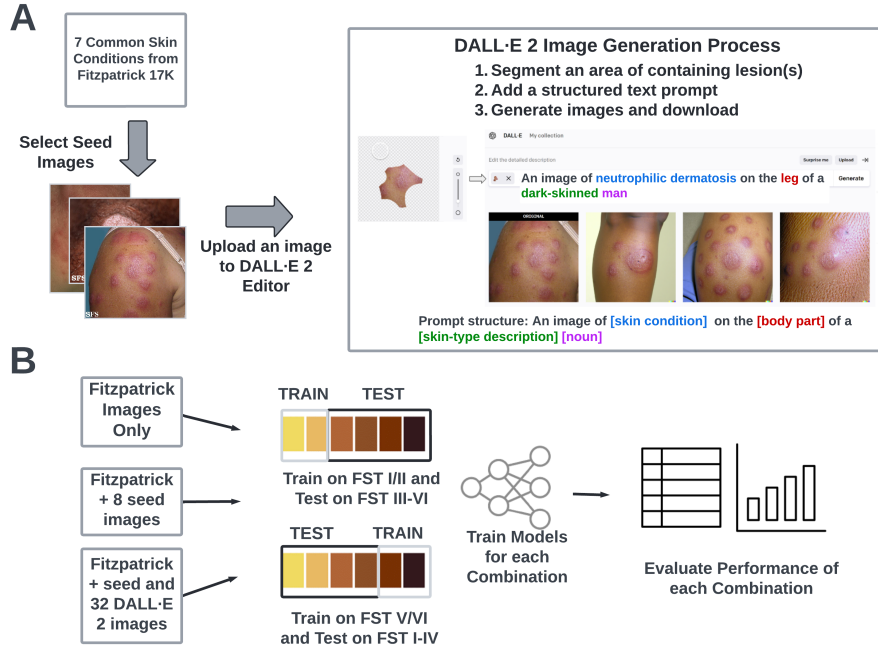 A
7 Common Skin
Conditions from
Fitzpatrick 17K
Select Seed
Images
SFS
SFS
Upload an image
to DALL·E 2
Editor
DALL·E 2 Image Generation Process
1. Segment an area of containing lesion(s)
2. Add a structured text prompt
3. Generate images and download
DALL·E My collection
Edit the detailed description
Surprise me Upload
An image of neutrophilic dermatosis on the leg of a
dark-skinned man
Generate
ORIGINAL
Prompt structure: An image of [skin condition] on the [body part] of a
[skin-type description] [noun]
B
Fitzpatrick
Images
Only
Fitzpatrick
+ 8 seed
images
Fitzpatrick
+ seed and
32 DALL·E
2 images
TRAIN TEST
Train on FST I/II and
Test on FST III-VI
TEST TRAIN
Train on FST V/VI
and Test on FST I-IV
Train Models
for each
Combination
Evaluate Performance of
each Combination